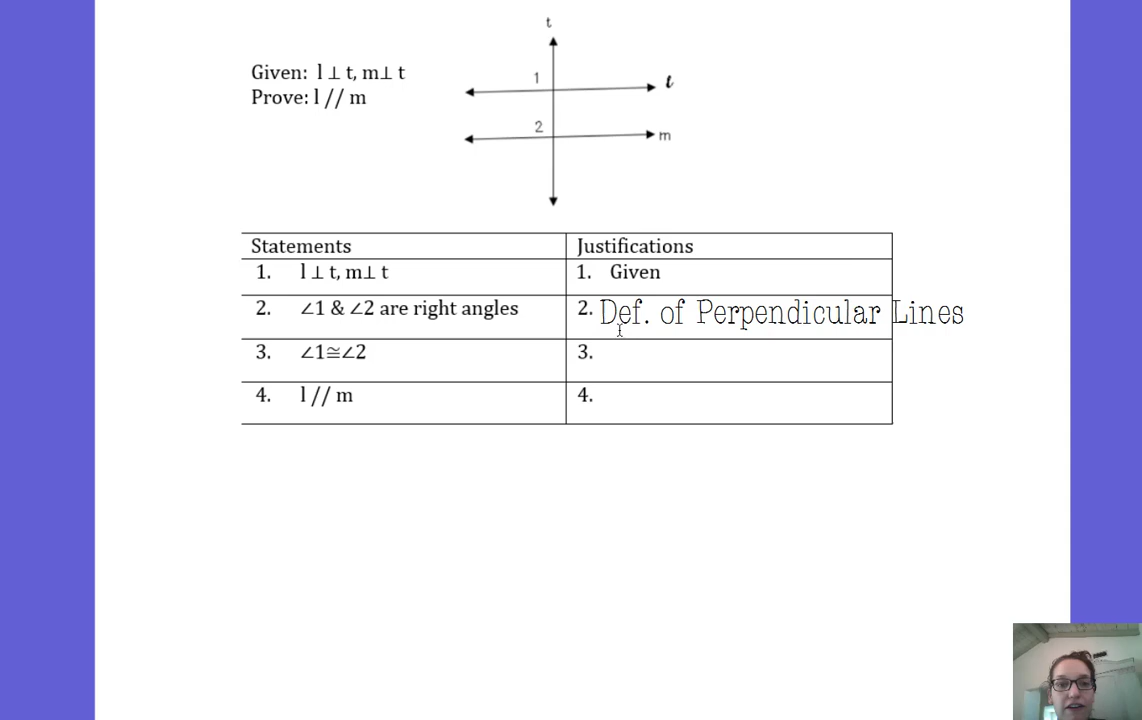 t
Given: l ⊥ t, m⊥ t
Prove: l // m
1
ℓ
2
m
Statements Justifications
1. l ⊥ t, m⊥ t 1. Given
2. ∠1 & ∠2 are right angles 2. Def. of Perpendicular Lines
3. ∠1≅∠2 3.
4. l // m 4.